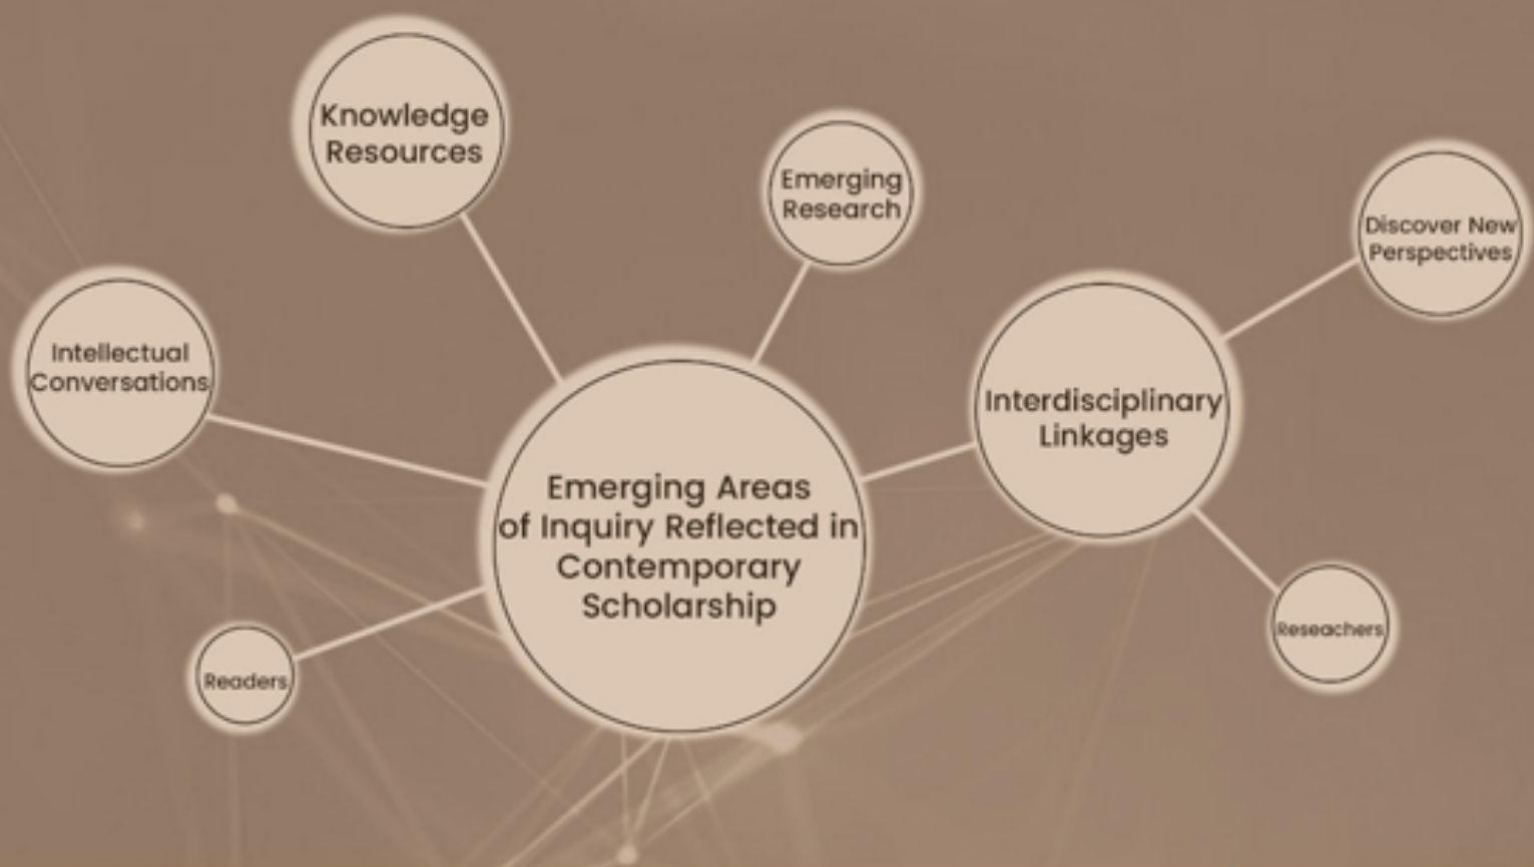 Knowledge
Resources
Emerging
Research
Discover New
Perspectives
Intellectual
Conversations
Interdisciplinary
Linkages
Emerging Areas
of Inquiry Reflected in
Contemporary
Scholarship
Readers
Reseachers